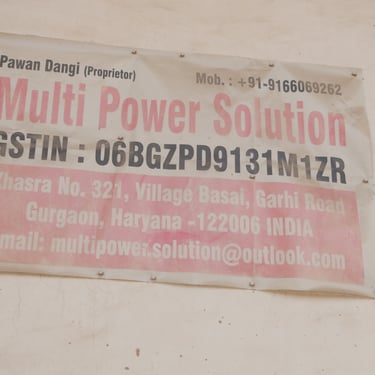 Pawan Dangi (Proprietor)
Mob. : +91-9166069262
Multi Power Solution
GSTIN : 06BGZPD9131M1ZR
Khasra No. 321, Village Basai, Garhi Road
Gurgaon, Haryana -122006 INDIA
mail: multipower.solution@outlook.com